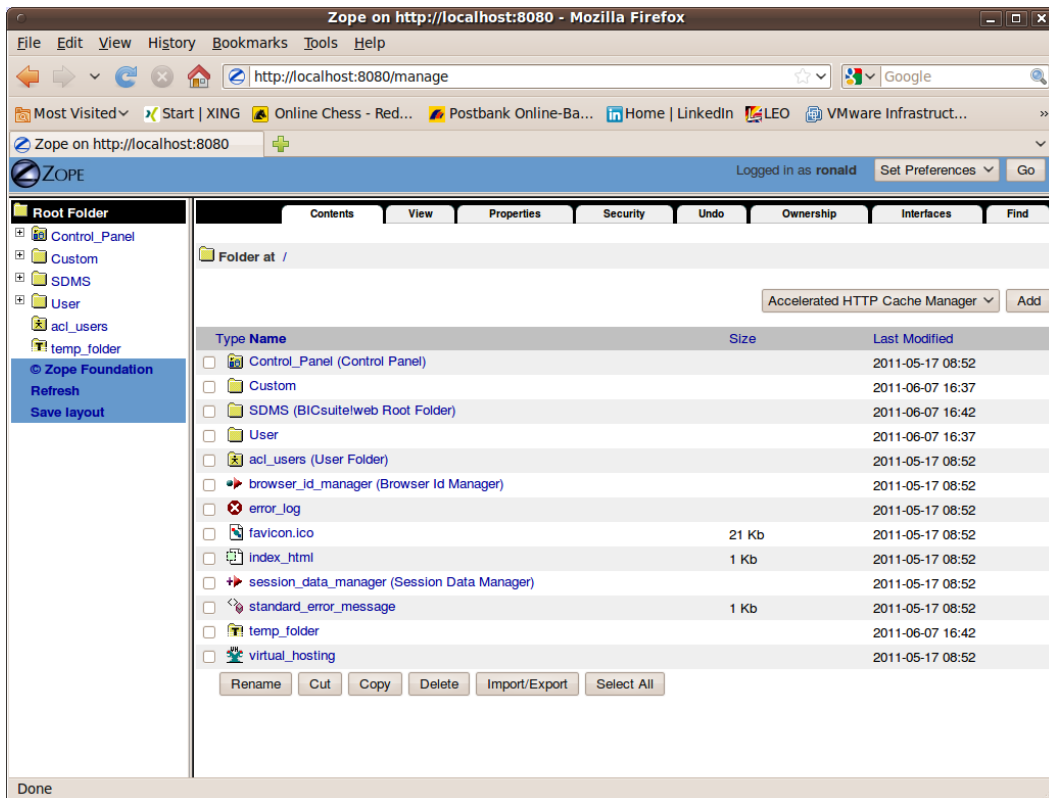 Zope on http://localhost:8080 - Mozilla Firefox
File Edit View History Bookmarks Tools Help
http://localhost:8080/manage Google
Most Visited Start | XING Online Chess - Red... Postbank Online-Ba... Home | LinkedIn LEO VMware Infrastruct... »
Zope on http://localhost:8080
ZOPE Logged in as ronald Set Preferences Go
Root Folder
Control_Panel
Custom
SDMS
User
acl_users
temp_folder
© Zope Foundation
Refresh
Save layout
Contents View Properties Security Undo Ownership Interfaces Find
Folder at /
Accelerated HTTP Cache Manager Add
Type Name Size Last Modified
Control_Panel (Control Panel) 2011-05-17 08:52
Custom 2011-06-07 16:37
SDMS (BICsuite!web Root Folder) 2011-06-07 16:42
User 2011-06-07 16:37
acl_users (User Folder) 2011-05-17 08:52
browser_id_manager (Browser Id Manager) 2011-05-17 08:52
error_log 2011-05-17 08:52
favicon.ico 21 Kb 2011-05-17 08:52
index_html 1 Kb 2011-05-17 08:52
session_data_manager (Session Data Manager) 2011-05-17 08:52
standard_error_message 1 Kb 2011-05-17 08:52
temp_folder 2011-06-07 16:42
virtual_hosting 2011-05-17 08:52
Rename Cut Copy Delete Import/Export Select All
Done